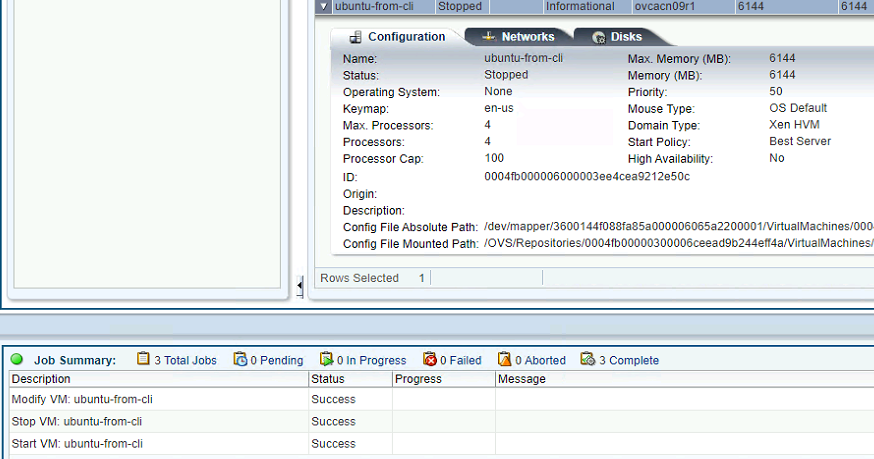 ubuntu-from-cli Stopped Informational ovcacn09r1 6144 6144
Configuration Networks Disks
Name: ubuntu-from-cli Max. Memory (MB): 6144
Status: Stopped Memory (MB): 6144
Operating System: None Priority: 50
Keymap: en-us Mouse Type: OS Default
Max. Processors: 4 Domain Type: Xen HVM
Processors: 4 Start Policy: Best Server
Processor Cap: 100 High Availability: No
ID: 0004fb000006000003ee4cea9212e50c
Origin:
Description:
Config File Absolute Path: /dev/mapper/3600144f088fa85a000006065a2200001/VirtualMachines/0004
Config File Mounted Path: /OVS/Repositories/0004fb00000300006ceead9b244eff4a/VirtualMachines/
Rows Selected 1
Job Summary: 3 Total Jobs 0 Pending 0 In Progress 0 Failed 0 Aborted 3 Complete
Description Status Progress Message
Modify VM: ubuntu-from-cli Success
Stop VM: ubuntu-from-cli Success
Start VM: ubuntu-from-cli Success